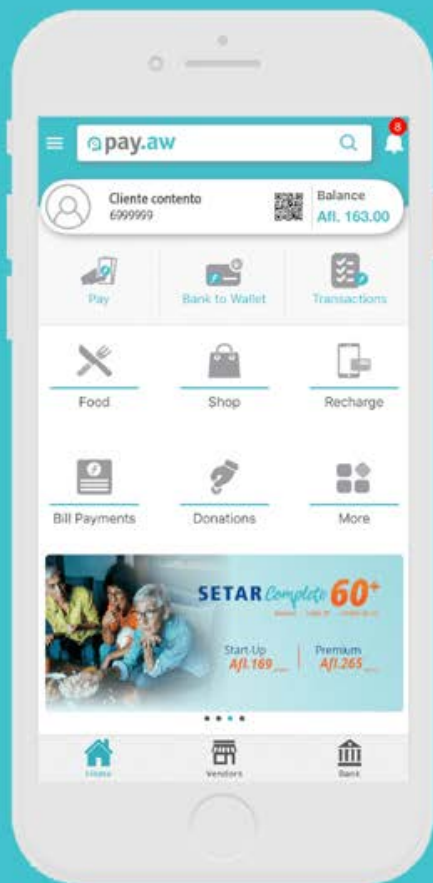 pay.aw
8
Cliente contento
6999999
Balance
Afl. 163.00
Pay
Bank to Wallet
Transactions
Food
Shop
Recharge
Bill Payments
Donations
More
SETAR Complete 60+
Start-Up
Afl.169
Premium
Afl.265
Home
Vendors
Bank